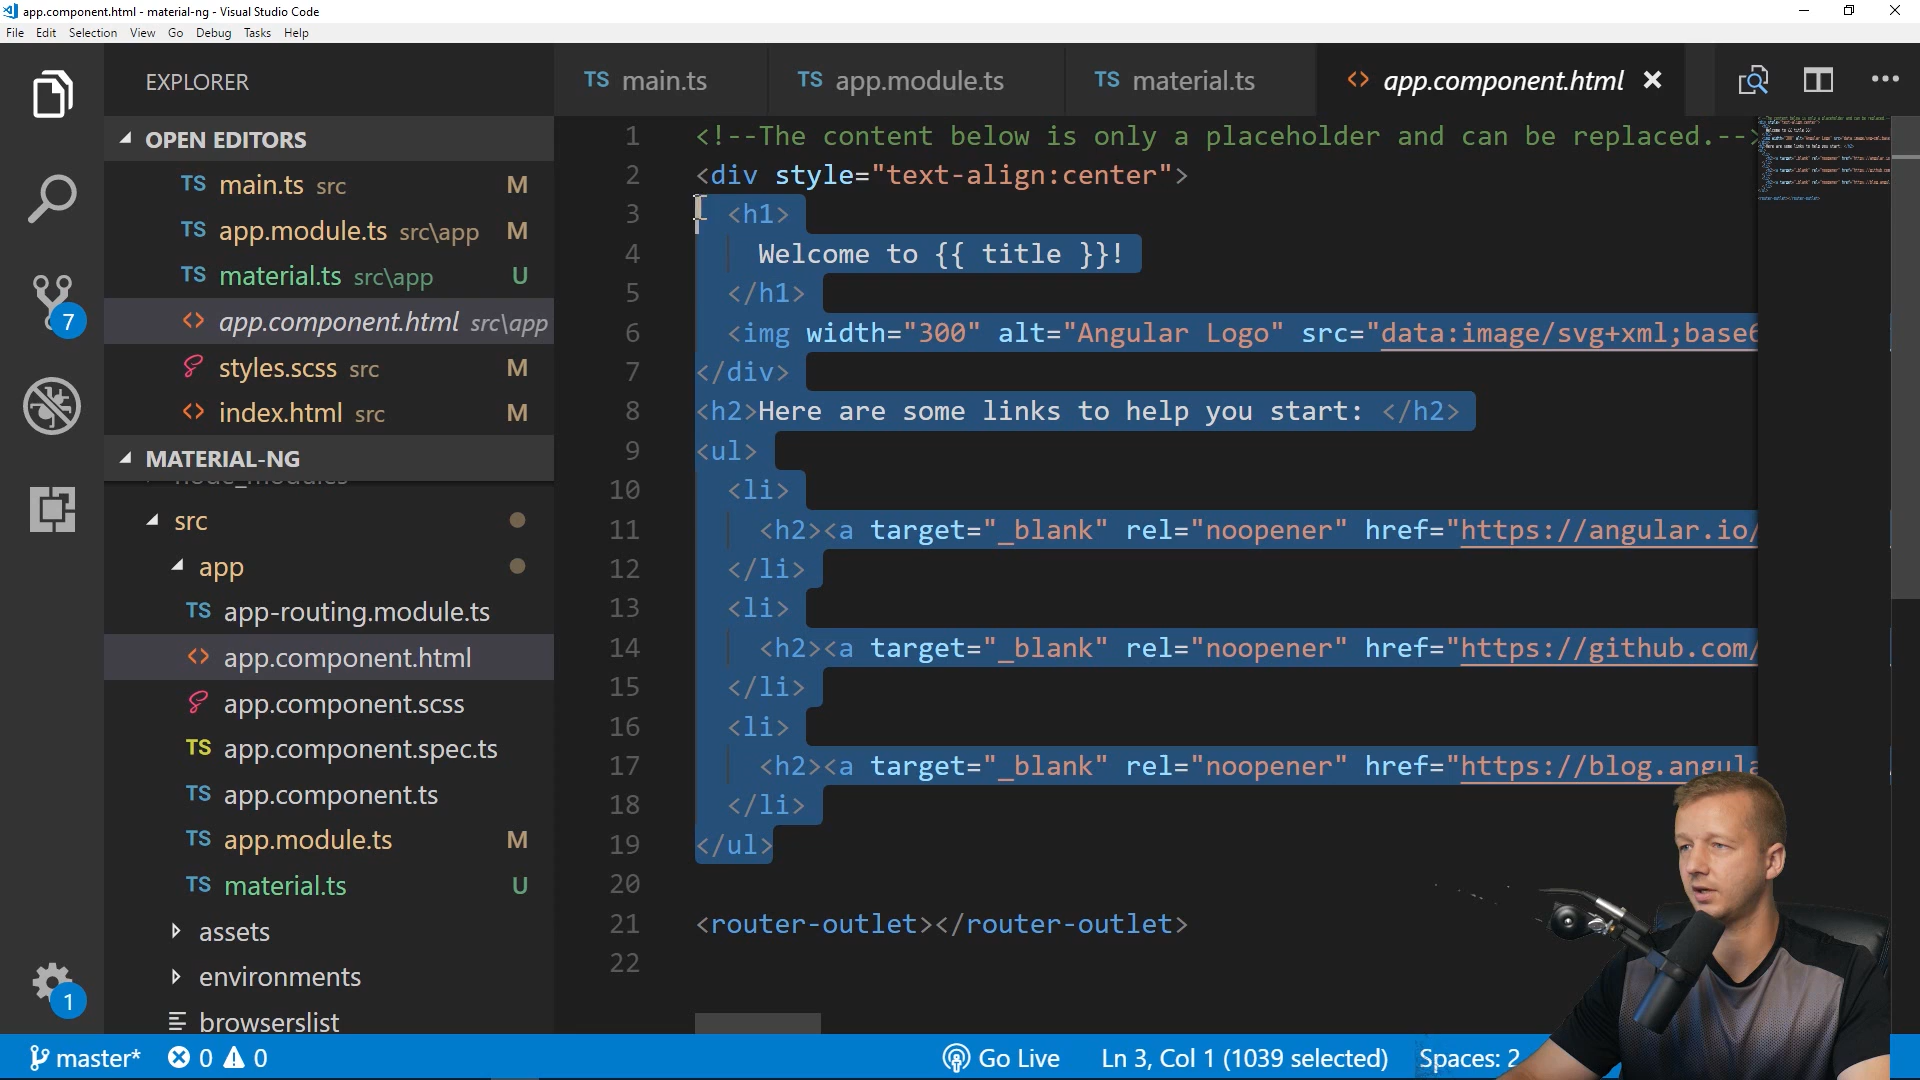 app.component.html - material-ng - Visual Studio Code
File Edit Selection View Go Debug Tasks Help
EXPLORER
OPEN EDITORS
TS main.ts src M
TS app.module.ts src\app M
TS material.ts src\app U
<> app.component.html src\app
styles.scss src M
<> index.html src M
MATERIAL-NG
node_modules
src
app
TS app-routing.module.ts
<> app.component.html
app.component.scss
TS app.component.spec.ts
TS app.component.ts
TS app.module.ts M
TS material.ts U
assets
environments
browserslist
7
1
TS main.ts TS app.module.ts TS material.ts <> app.component.html
1 <!--The content below is only a placeholder and can be replaced.-->
2 <div style="text-align:center">
3 <h1>
4 Welcome to {{ title }}!
5 </h1>
6 <img width="300" alt="Angular Logo" src="data:image/svg+xml;base6
7 </div>
8 <h2>Here are some links to help you start: </h2>
9 <ul>
10 <li>
11 <h2><a target="_blank" rel="noopener" href="https://angular.io/
12 </li>
13 <li>
14 <h2><a target="_blank" rel="noopener" href="https://github.com/
15 </li>
16 <li>
17 <h2><a target="_blank" rel="noopener" href="https://blog.angula
18 </li>
19 </ul>
20
21 <router-outlet></router-outlet>
22
master* 0 0 Go Live Ln 3, Col 1 (1039 selected) Spaces: 2